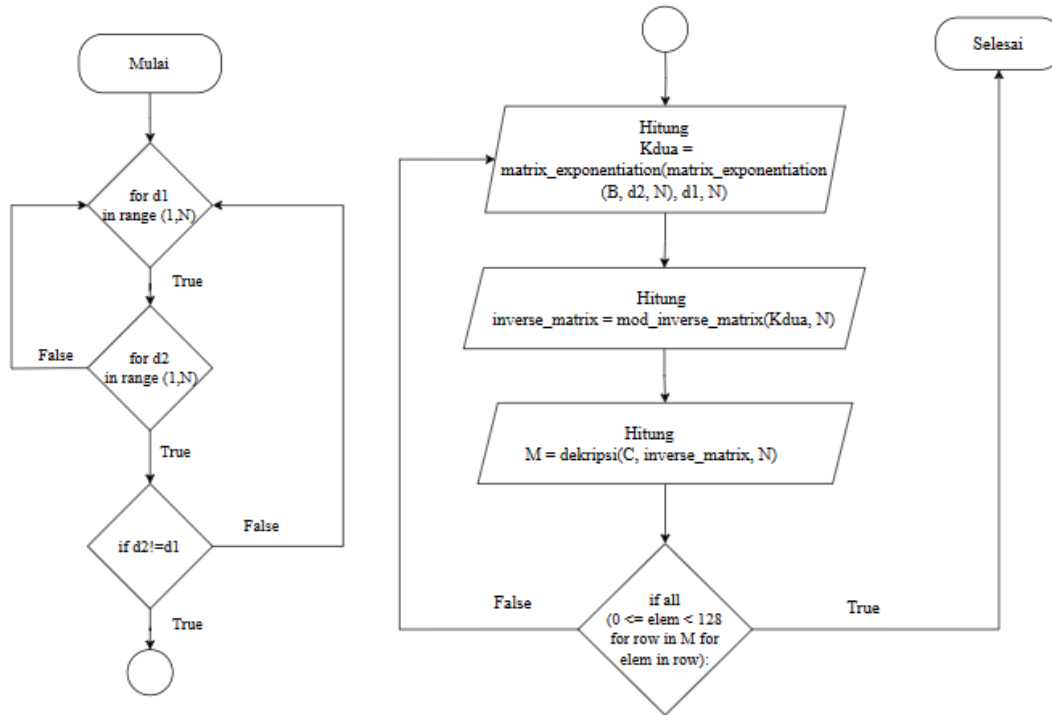 Mulai
for d1
in range (1,N)
True
for d2
in range (1,N)
False
True
if d2!=d1
False
True
Hitung
Kdua =
matrix_exponentiation(matrix_exponentiation
(B, d2, N), d1, N)
Hitung
inverse_matrix = mod_inverse_matrix(Kdua, N)
Hitung
M = dekripsi(C, inverse_matrix, N)
if all
(0 <= elem < 128
for row in M for
elem in row):
False
True
Selesai